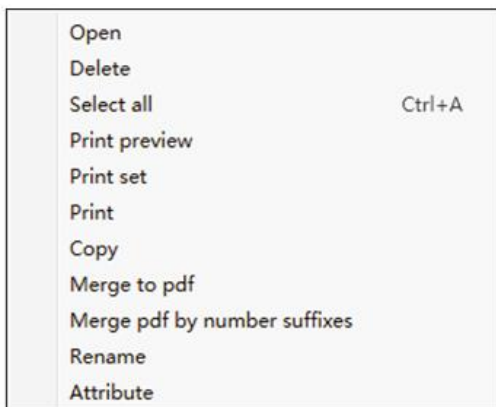 Open
Delete
Select all Ctrl+A
Print preview
Print set
Print
Copy
Merge to pdf
Merge pdf by number suffixes
Rename
Attribute